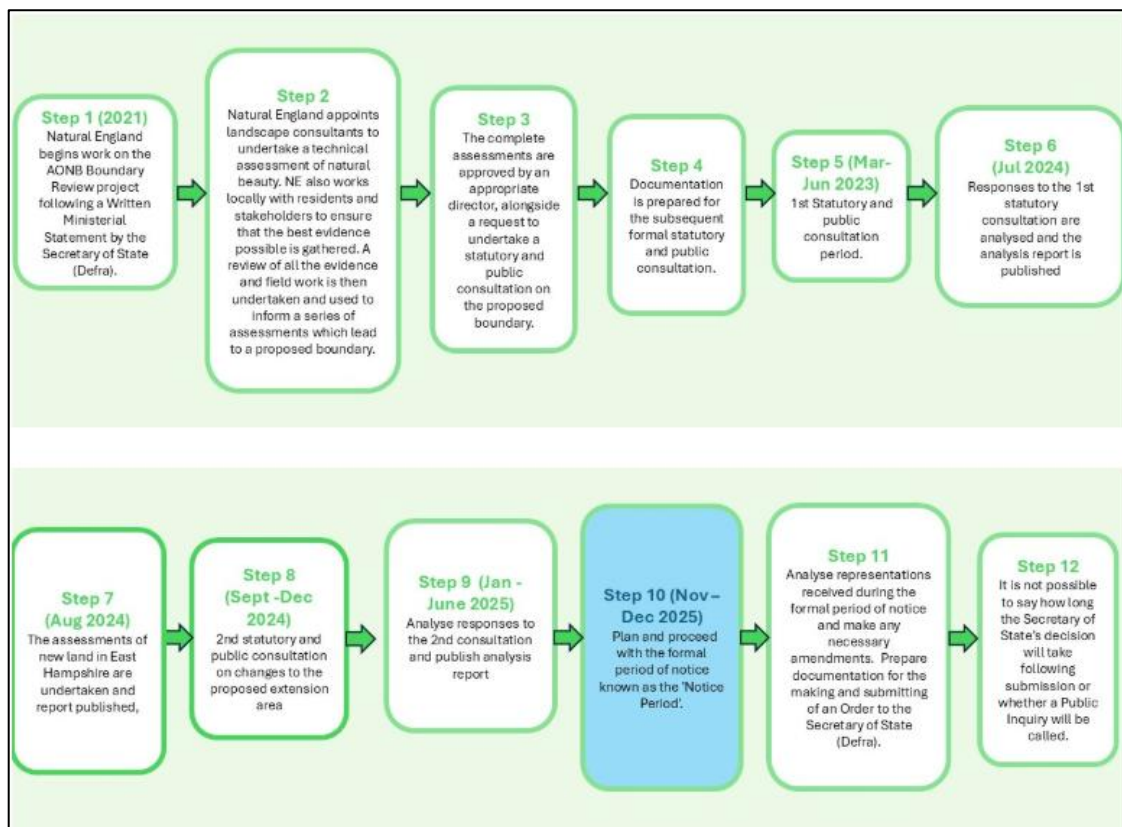 Step 1 (2021)
Natural England
begins work on the
AONB Boundary
Review project
following a Written
Ministerial
Statement by the
Secretary of State
(Defra).
Step 2
Natural England appoints
landscape consultants to
undertake a technical
assessment of natural
beauty. NE also works
locally with residents and
stakeholders to ensure
that the best evidence
possible is gathered. A
review of all the evidence
and field work is then
undertaken and used to
inform a series of
assessments which lead
to a proposed boundary.
Step 3
The complete
assessments are
approved by an
appropriate
director, alongside
a request to
undertake a
statutory and
public
consultation on
the proposed
boundary.
Step 4
Documentation
is prepared for
the subsequent
formal statutory
and public
consultation.
Step 5 (Mar-
Jun 2023)
1st Statutory and
public
consultation
period.
Step 6
(Jul 2024)
Responses to the 1st
statutory
consultation are
analysed and the
analysis report is
published
Step 7
(Aug 2024)
The assessments of
new land in East
Hampshire are
undertaken and
report published,
Step 8
(Sept -Dec
2024)
2nd statutory and
public consultation
on changes to the
proposed extension
area
Step 9 (Jan -
June 2025)
Analyse responses to
the 2nd consultation
and publish analysis
report
Step 10 (Nov –
Dec 2025)
Plan and proceed
with the formal
period of notice
known as the 'Notice
Period'.
Step 11
Analyse representations
received during the
formal period of notice
and make any
necessary
amendments. Prepare
documentation for the
making and submitting
of an Order to the
Secretary of State
(Defra).
Step 12
It is not possible
to say how long
the Secretary of
State's decision
will take
following
submission or
whether a Public
Inquiry will be
called.